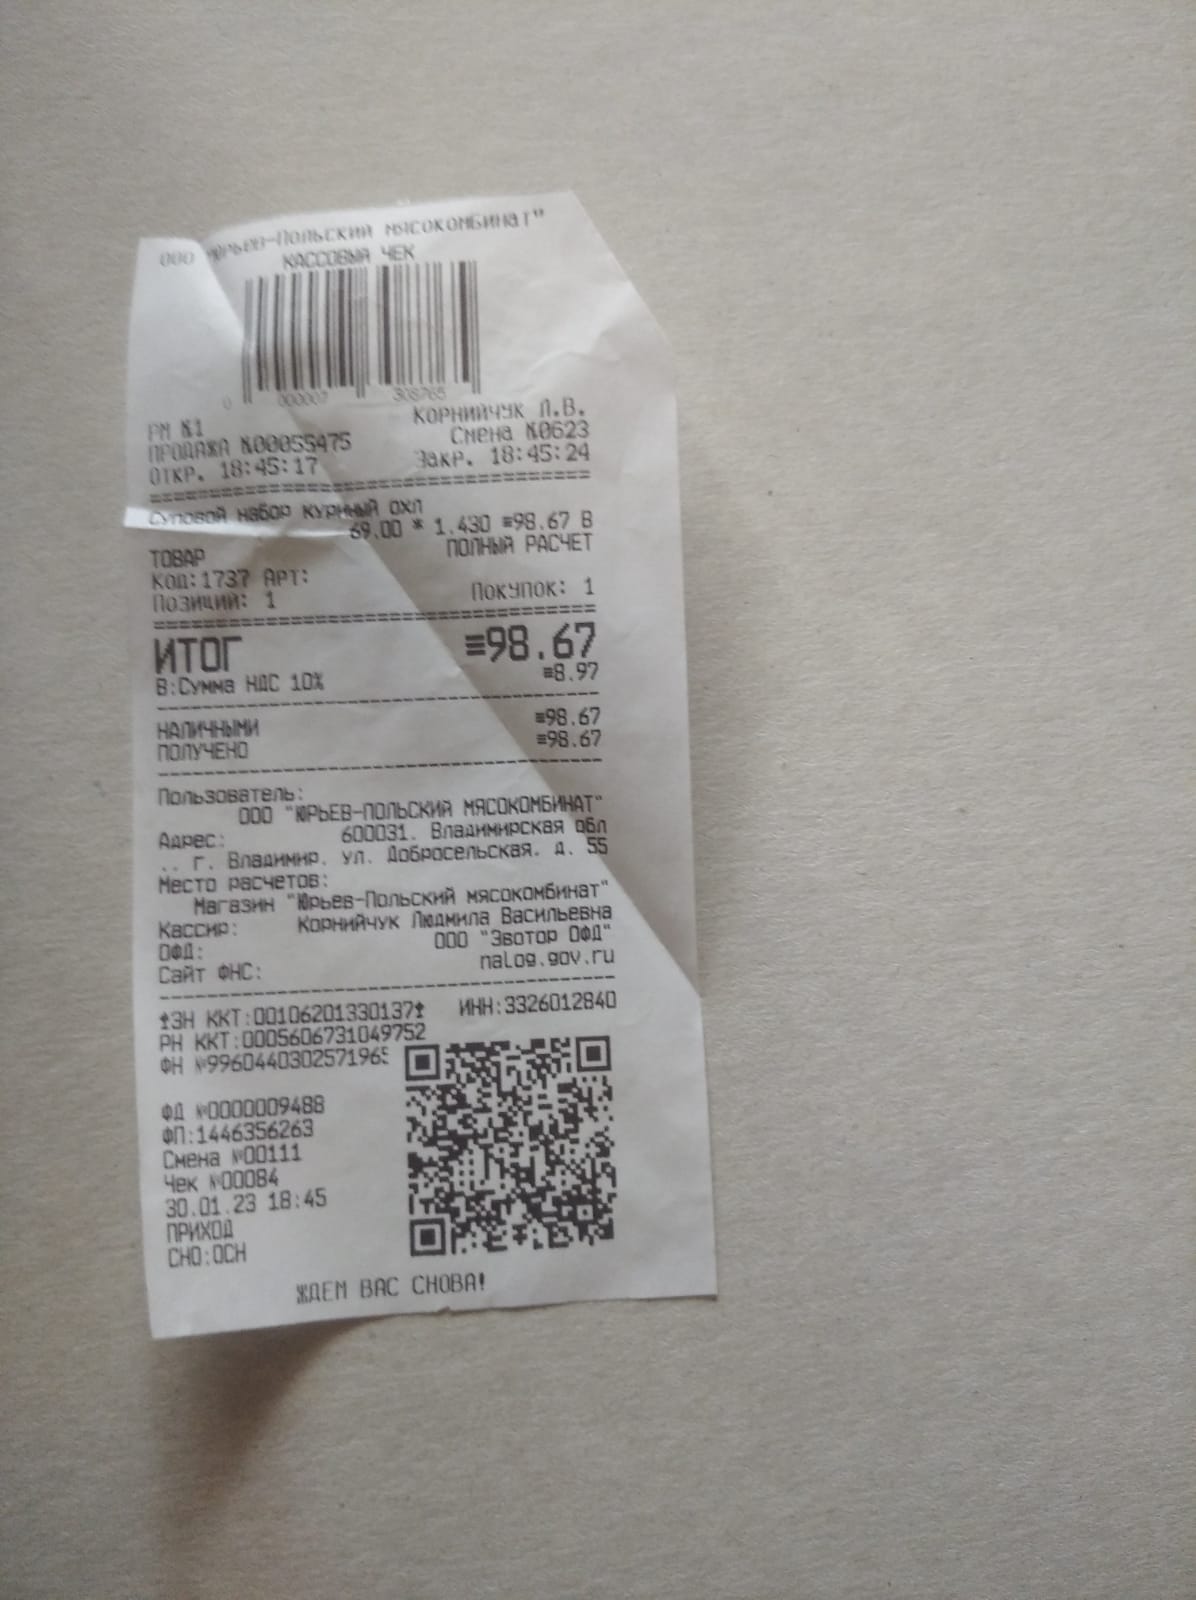 ООО "Юрьев-Польский мясокомбинат"
КАССОВЫЙ ЧЕК
0 000007 308765
РМ №1 КОРНИЙЧУК Л.В.
ПРОДАЖА №00055475 Смена №0623
ОТКР. 18:45:17 Закр. 18:45:24
Суповой набор куриный охл
69.00 * 1.430 ≡98.67 В
ТОВАР ПОЛНЫЙ РАСЧЕТ
Код:1737 АРТ:
Позиций: 1 Покупок: 1
ИТОГ ≡98.67
В:Сумма НДС 10% ≡8.97
НАЛИЧНЫМИ ≡98.67
ПОЛУЧЕНО ≡98.67
Пользователь:
ООО "ЮРЬЕВ-ПОЛЬСКИЙ МЯСОКОМБИНАТ"
Адрес: 600031. Владимирская обл
.. г. Владимир. ул. Добросельская. д. 55
Место расчетов:
Магазин "Юрьев-Польский мясокомбинат"
Кассир: Корнийчук Людмила Васильевна
ОФД: ООО "Эвотор ОФД"
Сайт ФНС: nalog.gov.ru
ЗН ККТ:00106201330137 ИНН:3326012840
РН ККТ:0005606731049752
ФН №9960440302571965
ФД №0000009488
ФП:1446356263
Смена №00111
Чек №00084
30.01.23 18:45
ПРИХОД
СНО:ОСН
ЖДЕМ ВАС СНОВА!